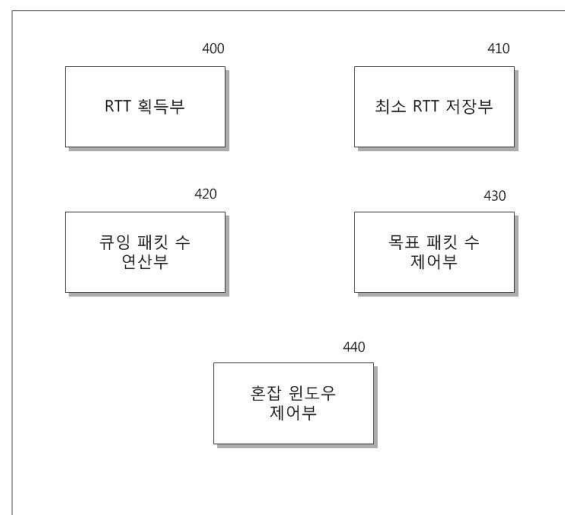 400
RTT 획득부
410
최소 RTT 저장부
420
큐잉 패킷 수
연산부
430
목표 패킷 수
제어부
440
혼잡 윈도우
제어부